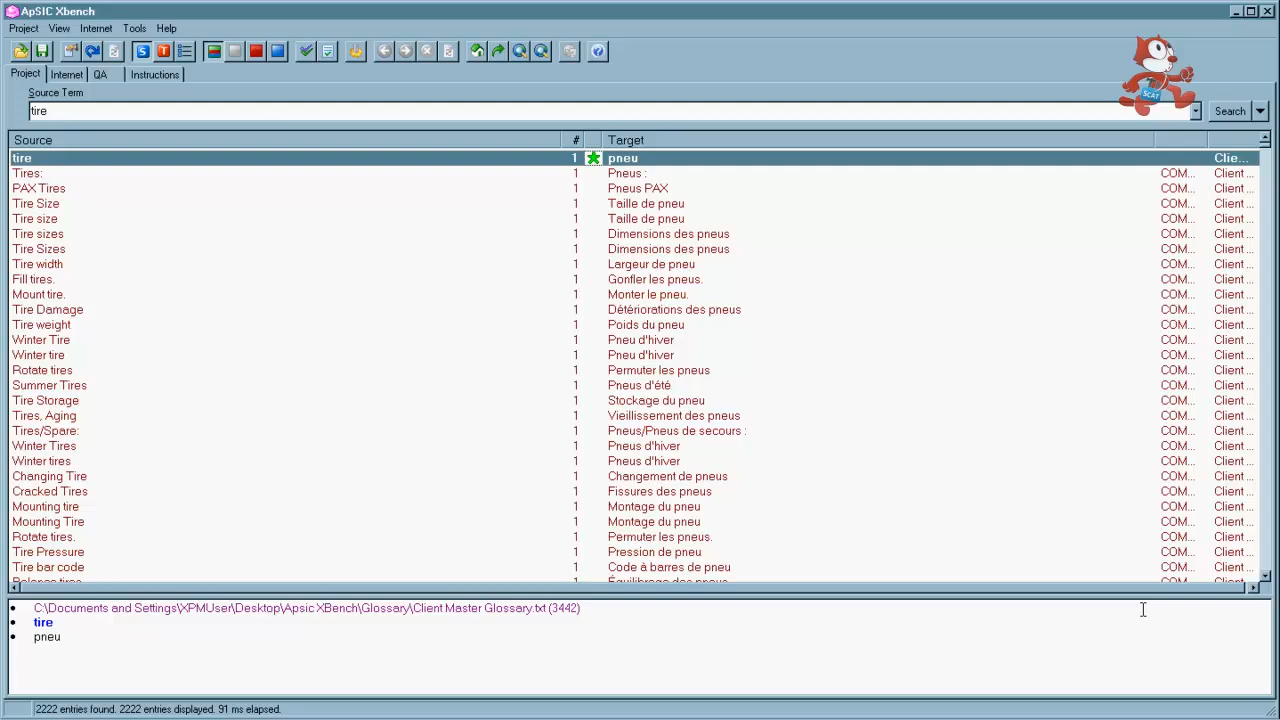 ApSIC Xbench
Project View Internet Tools Help
Project Internet QA Instructions
Source Term
tire Search
SCAT
Source # Target
tire 1 pneu Clie...
Tires: 1 Pneus : COM... Client ...
PAX Tires 1 Pneus PAX COM... Client ...
Tire Size 1 Taille de pneu COM... Client ...
Tire size 1 Taille de pneu COM... Client ...
Tire sizes 1 Dimensions des pneus COM... Client ...
Tire Sizes 1 Dimensions des pneus COM... Client ...
Tire width 1 Largeur de pneu COM... Client ...
Fill tires. 1 Gonfler les pneus. COM... Client ...
Mount tire. 1 Monter le pneu. COM... Client ...
Tire Damage 1 Détériorations des pneus COM... Client ...
Tire weight 1 Poids du pneu COM... Client ...
Winter Tire 1 Pneu d'hiver COM... Client ...
Winter tire 1 Pneu d'hiver COM... Client ...
Rotate tires 1 Permuter les pneus COM... Client ...
Summer Tires 1 Pneus d'été COM... Client ...
Tire Storage 1 Stockage du pneu COM... Client ...
Tires, Aging 1 Vieillissement des pneus COM... Client ...
Tires/Spare: 1 Pneus/Pneus de secours : COM... Client ...
Winter Tires 1 Pneus d'hiver COM... Client ...
Winter tires 1 Pneus d'hiver COM... Client ...
Changing Tire 1 Changement de pneu COM... Client ...
Cracked Tires 1 Fissures des pneus COM... Client ...
Mounting tire 1 Montage du pneu COM... Client ...
Mounting Tire 1 Montage du pneu COM... Client ...
Rotate tires. 1 Permuter les pneus. COM... Client ...
Tire Pressure 1 Pression de pneu COM... Client ...
Tire bar code 1 Code à barres de pneu COM... Client ...
Balance tires 1 Équilibrage des pneus COM... Client ...
C:\Documents and Settings\XPMUser\Desktop\Apsic XBench\Glossary\Client Master Glossary.txt (3442)
tire
pneu
2222 entries found. 2222 entries displayed. 91 ms elapsed.